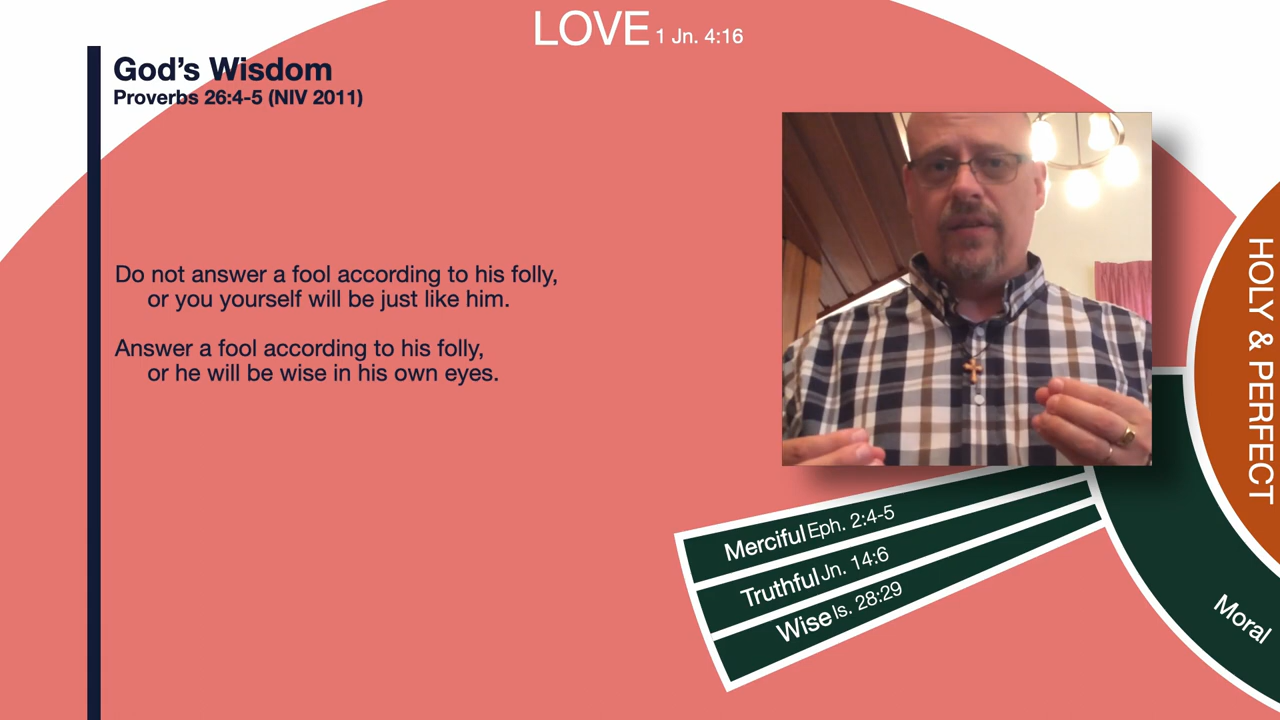 LOVE 1 Jn. 4:16
God’s Wisdom
Proverbs 26:4-5 (NIV 2011)
Do not answer a fool according to his folly,
or you yourself will be just like him.
Answer a fool according to his folly,
or he will be wise in his own eyes.
HOLY & PERFECT
Merciful Eph. 2:4-5
Truthful Jn. 14:6
Wise Is. 28:29
Moral